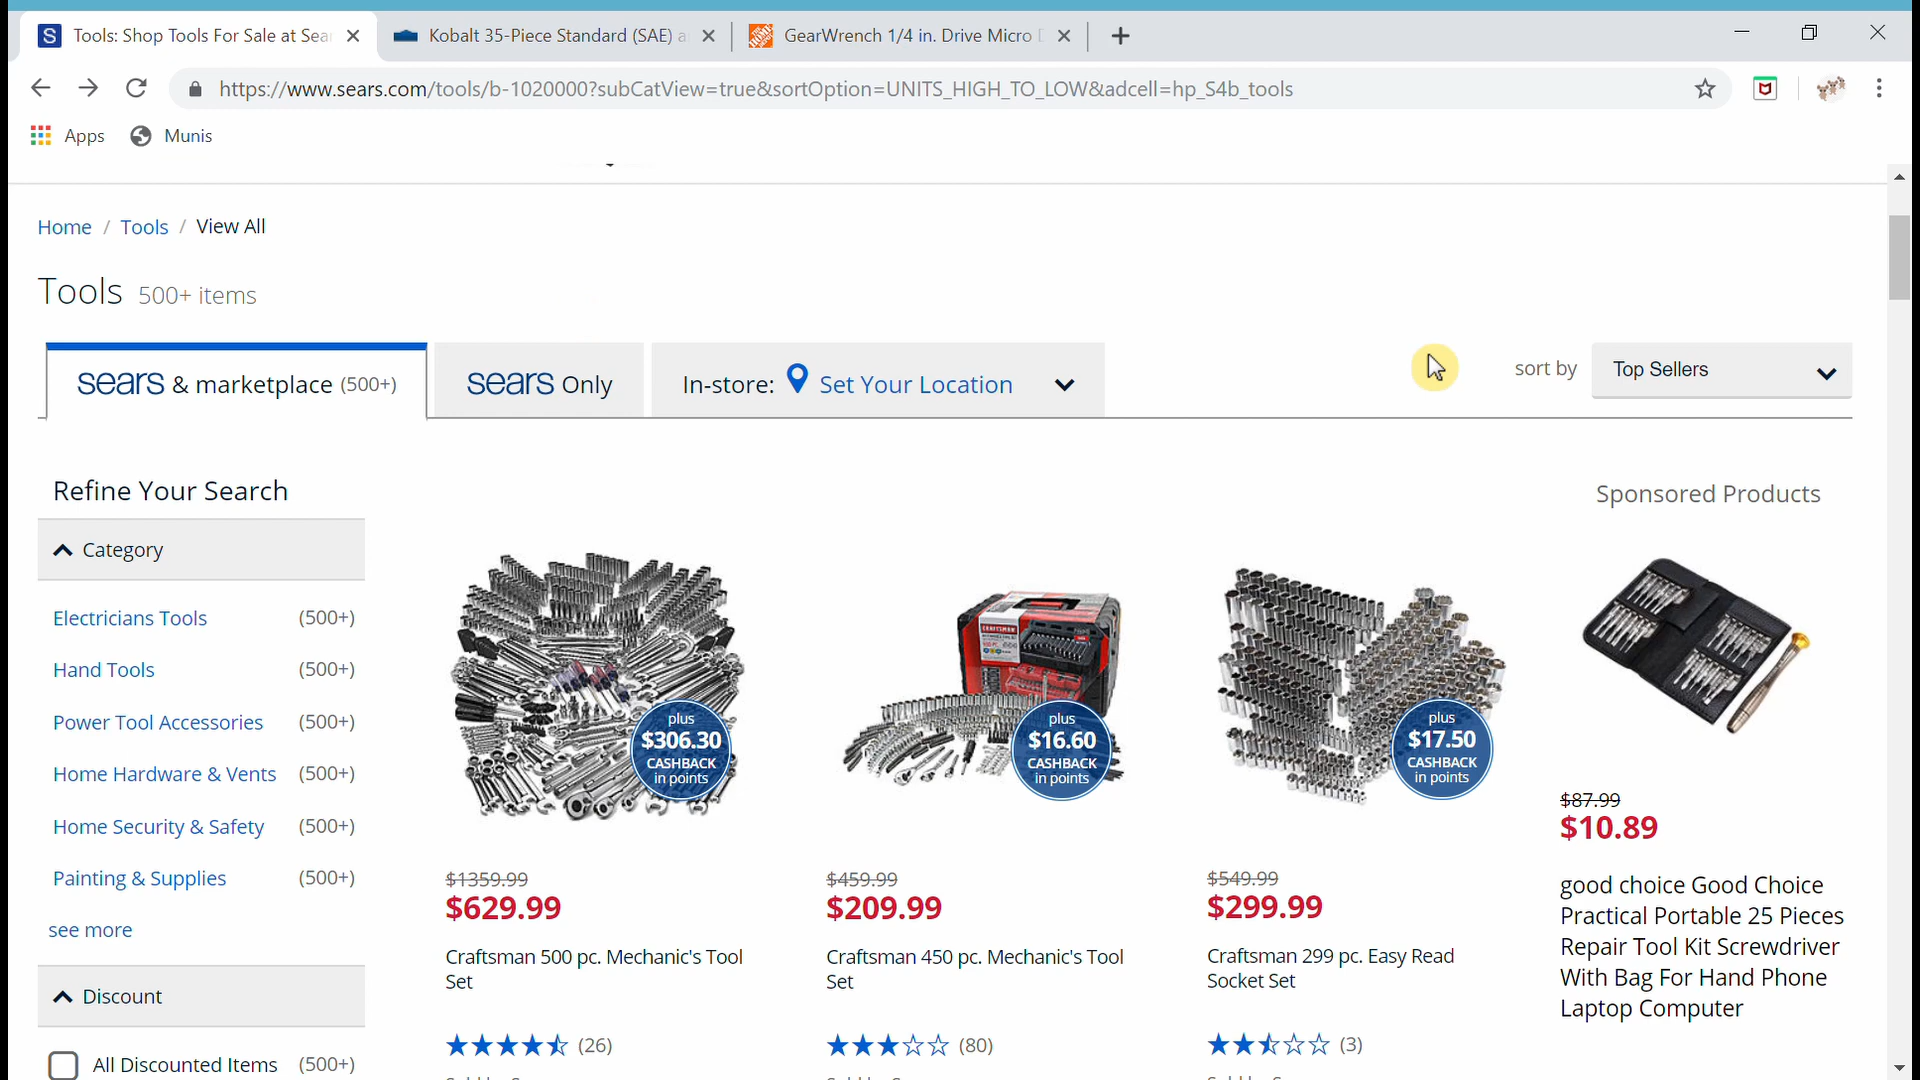 Tools: Shop Tools For Sale at Sea
Kobalt 35-Piece Standard (SAE) a
GearWrench 1/4 in. Drive Micro D
https://www.sears.com/tools/b-1020000?subCatView=true&sortOption=UNITS_HIGH_TO_LOW&adcell=hp_S4b_tools
Apps
Munis
Home / Tools / View All
Tools 500+ items
sears & marketplace (500+)
sears Only
In-store: Set Your Location
sort by
Top Sellers
Refine Your Search
Category
Electricians Tools (500+)
Hand Tools (500+)
Power Tool Accessories (500+)
Home Hardware & Vents (500+)
Home Security & Safety (500+)
Painting & Supplies (500+)
see more
Discount
All Discounted Items (500+)
plus
$306.30
CASHBACK
in points
$1359.99
$629.99
Craftsman 500 pc. Mechanic's Tool
Set
(26)
CRAFTSMAN
plus
$16.60
CASHBACK
in points
$459.99
$209.99
Craftsman 450 pc. Mechanic's Tool
Set
(80)
plus
$17.50
CASHBACK
in points
$549.99
$299.99
Craftsman 299 pc. Easy Read
Socket Set
(3)
Sponsored Products
$87.99
$10.89
good choice Good Choice
Practical Portable 25 Pieces
Repair Tool Kit Screwdriver
With Bag For Hand Phone
Laptop Computer